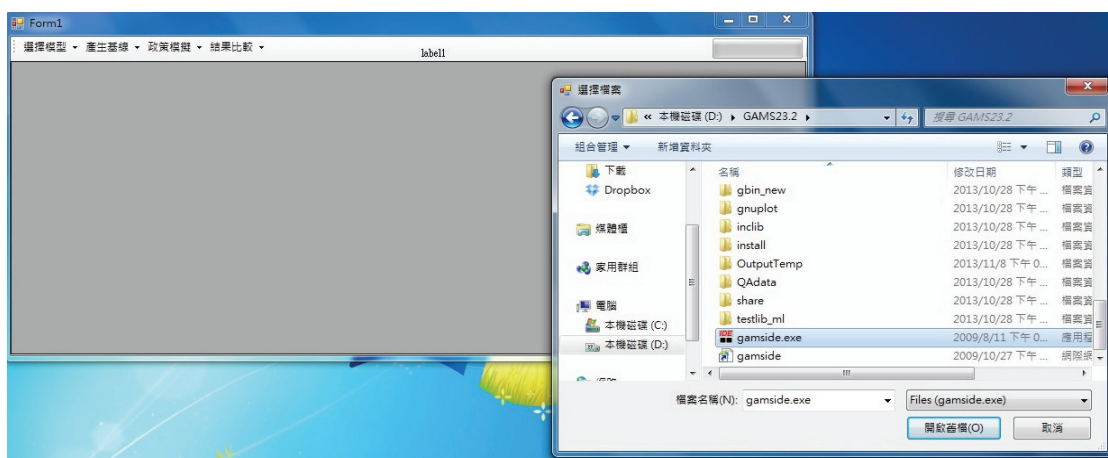 Form1
選擇模型 產生基線 政策模擬 結果比較
label1
選擇檔案
« 本機磁碟 (D:) GAMS23.2
搜尋 GAMS23.2
組合管理 新增資料夾
下載
Dropbox
媒體櫃
家用群組
電腦
本機磁碟 (C:)
本機磁碟 (D:)
名稱 修改日期 類型
gbin_new 2013/10/28 下午 ... 檔案資
gnuplot 2013/10/28 下午 ... 檔案資
inclib 2013/10/28 下午 ... 檔案資
install 2013/10/28 下午 ... 檔案資
OutputTemp 2013/11/8 下午 0... 檔案資
QAdata 2013/10/28 下午 ... 檔案資
share 2013/10/28 下午 ... 檔案資
testlib_ml 2013/10/28 下午 ... 檔案資
gamside.exe 2009/8/11 下午 0... 應用程
gamside 2009/10/27 下午 ... 網際網
檔案名稱(N): gamside.exe
Files (gamside.exe)
開啟舊檔(O) 取消